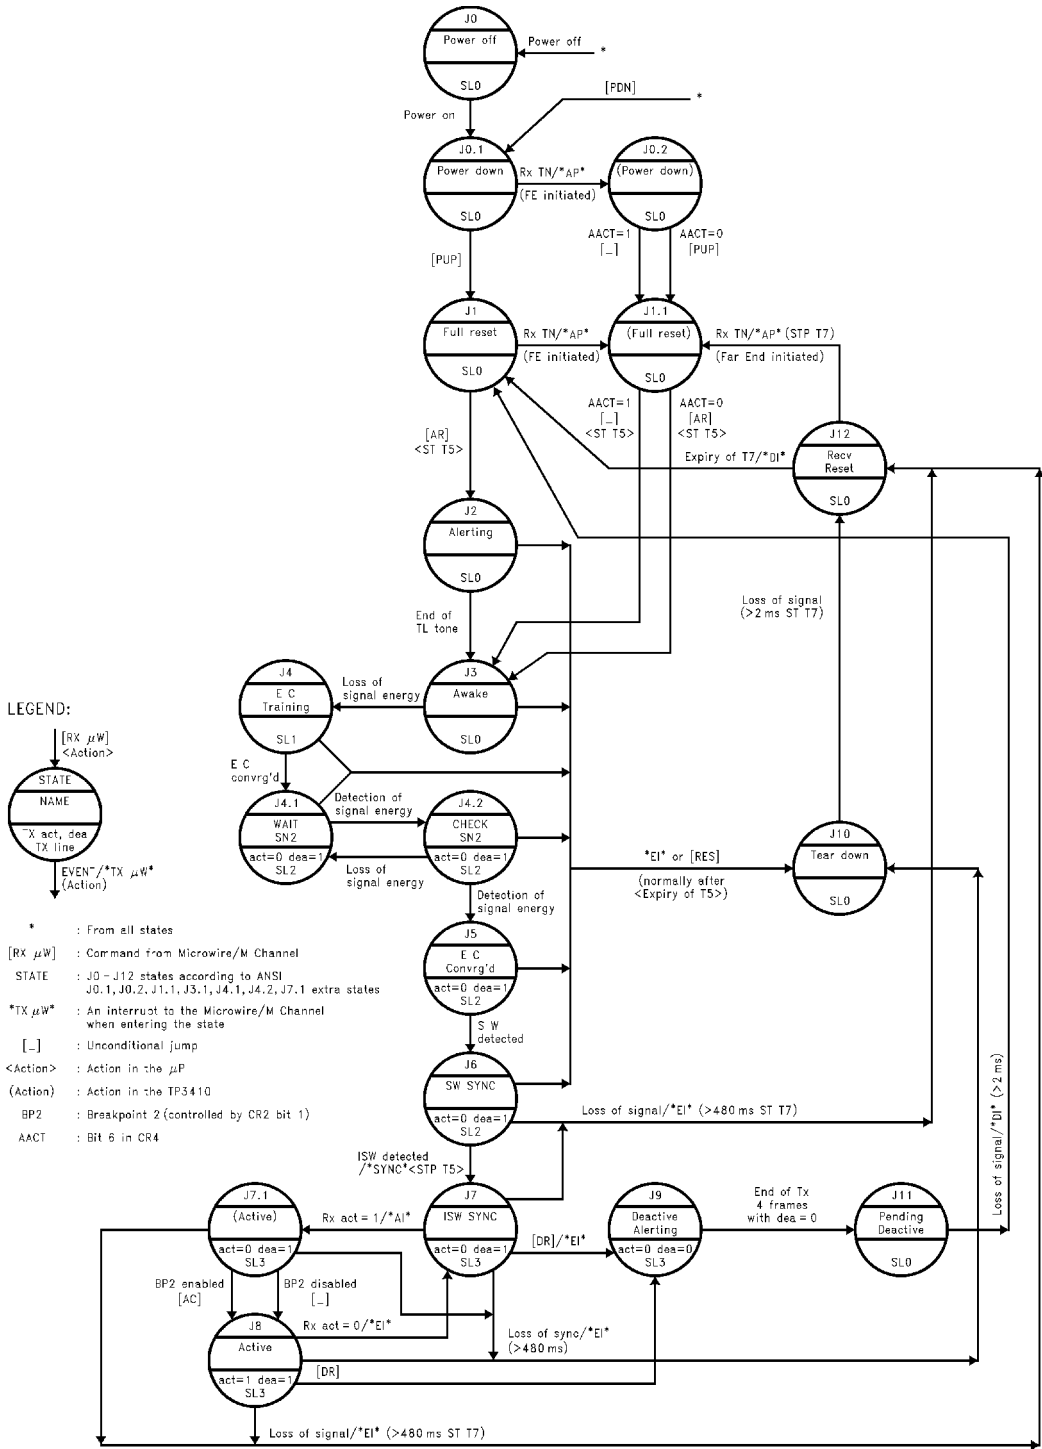 J0
Power off
SL0
Power off
*
Power on
[PDN]
*
J0.1
Power down
SL0
Rx TN/*AP*
(FE initiated)
J0.2
(Power down)
SL0
[PUP]
AACT=1
[_]
AACT=0
[PUP]
J1
Full reset
SL0
Rx TN/*AP*
(FE initiated)
J1.1
(Full reset)
SL0
Rx TN/*AP* (STP T7)
(Far End initiated)
[AR]
<ST T5>
AACT=1
[_]
<ST T5>
AACT=0
[AR]
<ST T5>
Expiry of T7/*DI*
J12
Recv
Reset
SL0
J2
Alerting
SL0
End of
TL tone
Loss of signal
(>2 ms ST T7)
J4
E C
Training
SL1
Loss of
signal energy
J3
Awake
SL0
E C
convrg'd
J4.1
WAIT
SN2
act=0 dea=1
SL2
Detection of
signal energy
Loss of
signal energy
J4.2
CHECK
SN2
act=0 dea=1
SL2
*EI* or [RES]
(normally after
<Expiry of T5>)
J10
Tear down
SL0
Detection of
signal energy
J5
E C
Convrg'd
act=0 dea=1
SL2
S W
detected
J6
SW SYNC
act=0 dea=1
SL2
Loss of signal/*EI* (>480 ms ST T7)
Loss of signal/*DI* (>2 ms)
ISW detected
/*SYNC*<STP T5>
J7.1
(Active)
act=0 dea=1
SL3
Rx act = 1/*AI*
J7
ISW SYNC
act=0 dea=1
SL3
[DR]/*EI*
J9
Deactive
Alerting
act=0 dea=0
SL3
End of Tx
4 frames
with dea = 0
J11
Pending
Deactive
SL0
BP2 enabled
[AC]
BP2 disabled
[_]
J8
Active
act=1 dea=1
SL3
Rx act = 0/*EI*
Loss of sync/*EI*
(>480 ms)
[DR]
Loss of signal/*EI* (>480 ms ST T7)
LEGEND:
[RX μW]
<Action>
STATE
NAME
TX act, dea
TX line
EVENT/*TX μW*
(Action)
* : From all states
[RX μW] : Command from Microwire/M Channel
STATE : J0 – J12 states according to ANSI
J0.1, J0.2, J1.1, J3.1, J4.1, J4.2, J7.1 extra states
*TX μW* : An interrupt to the Microwire/M Channel
when entering the state
[_] : Unconditional jump
<Action> : Action in the μP
(Action) : Action in the TP3410
BP2 : Breakpoint 2 (controlled by CR2 bit 1)
AACT : Bit 6 in CR4